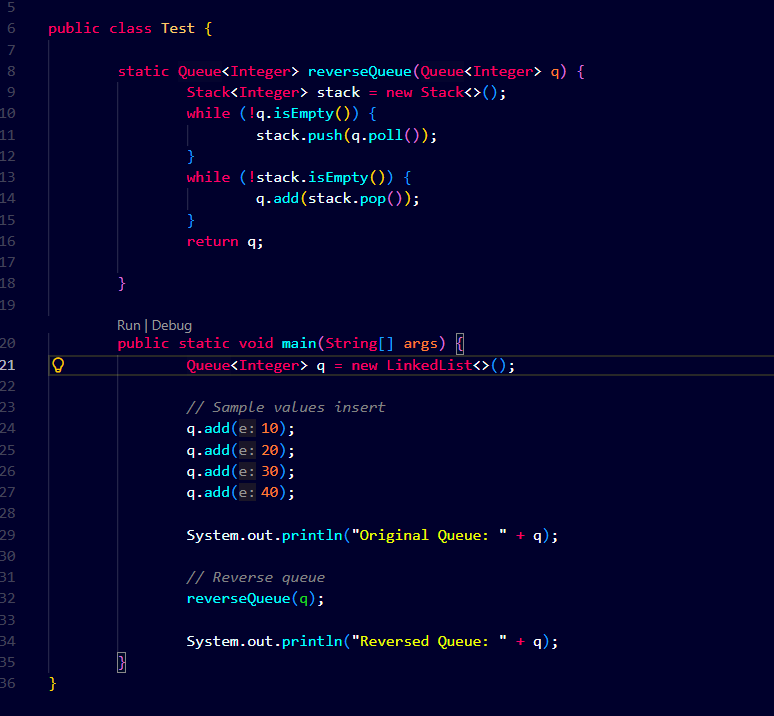 5
6 public class Test {
7
8 static Queue<Integer> reverseQueue(Queue<Integer> q) {
9 Stack<Integer> stack = new Stack<>();
10 while (!q.isEmpty()) {
11 stack.push(q.poll());
12 }
13 while (!stack.isEmpty()) {
14 q.add(stack.pop());
15 }
16 return q;
17
18 }
19
Run | Debug
20 public static void main(String[] args) {
21 Queue<Integer> q = new LinkedList<>();
22
23 // Sample values insert
24 q.add(e: 10);
25 q.add(e: 20);
26 q.add(e: 30);
27 q.add(e: 40);
28
29 System.out.println("Original Queue: " + q);
30
31 // Reverse queue
32 reverseQueue(q);
33
34 System.out.println("Reversed Queue: " + q);
35 }
36 }